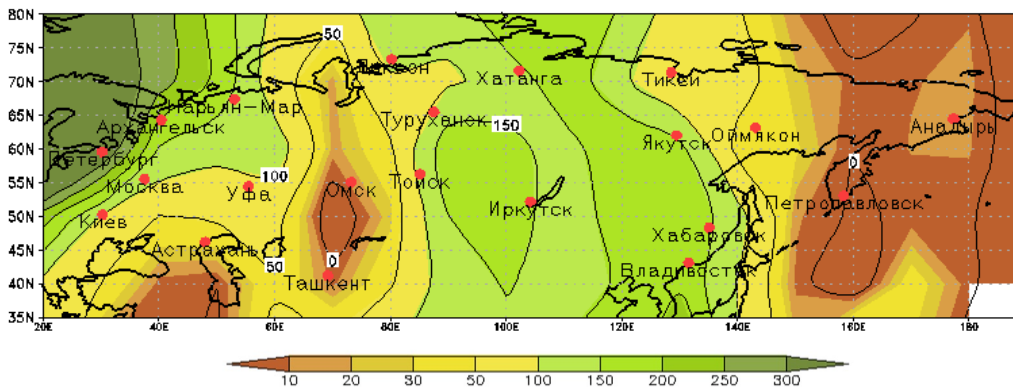 80N
75N
70N
65N
60N
55N
50N
45N
40N
35N
50
Диксон
Хатанга
Тикси
Нарьян-Мар
Туруханск
Архангельск
150
Якутск
Оймякон
Анадырь
Петербург
0
100
Москва
Уфа
Омск
Томск
Иркутск
Петропавловск
Киев
Хабаровск
Астрахань
50
0
Ташкент
Владивосток
20E 40E 60E 80E 100E 120E 140E 160E 180
10 20 30 50 100 150 200 250 300